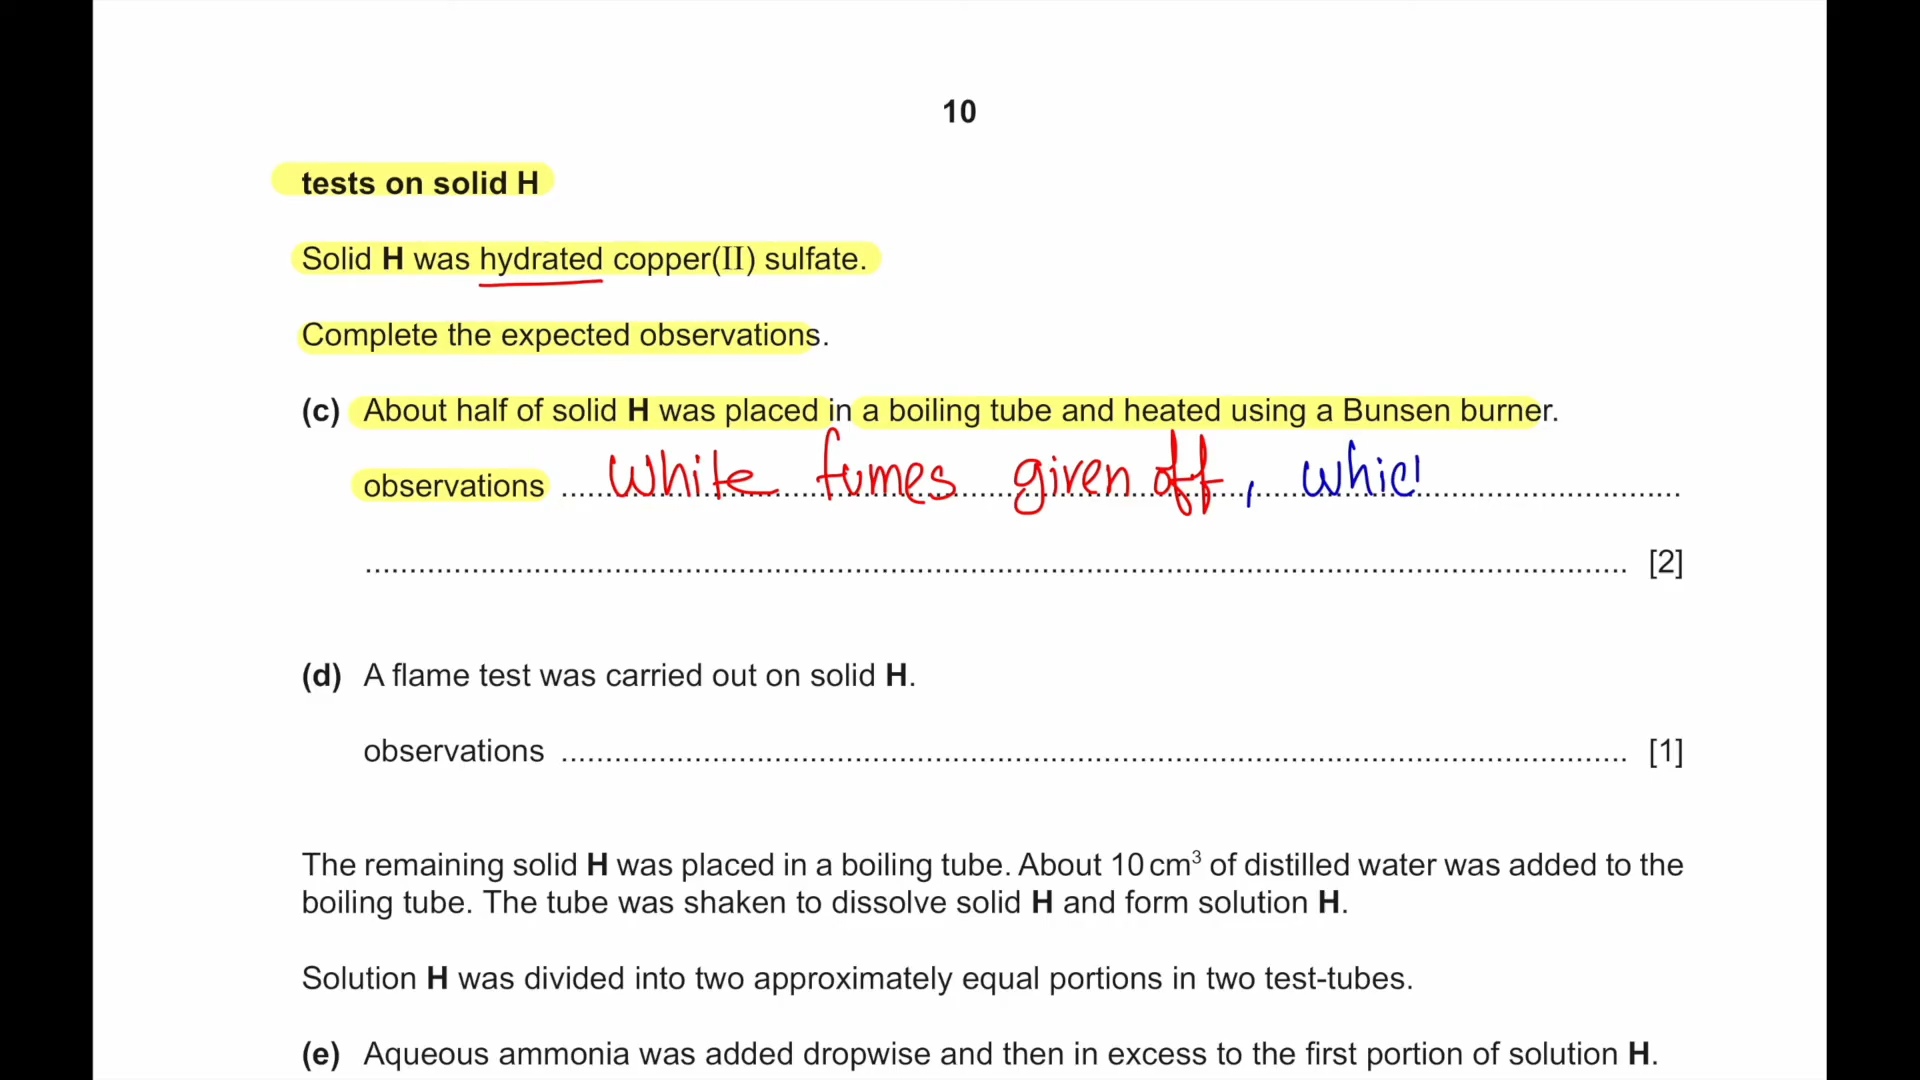 10
tests on solid H
Solid H was hydrated copper(II) sulfate.
Complete the expected observations.
(c) About half of solid H was placed in a boiling tube and heated using a Bunsen burner.
observations ........ White fumes given off, whic ........
........ [2]
(d) A flame test was carried out on solid H.
observations ........ [1]
The remaining solid H was placed in a boiling tube. About 10 cm³ of distilled water was added to the
boiling tube. The tube was shaken to dissolve solid H and form solution H.
Solution H was divided into two approximately equal portions in two test-tubes.
(e) Aqueous ammonia was added dropwise and then in excess to the first portion of solution H.